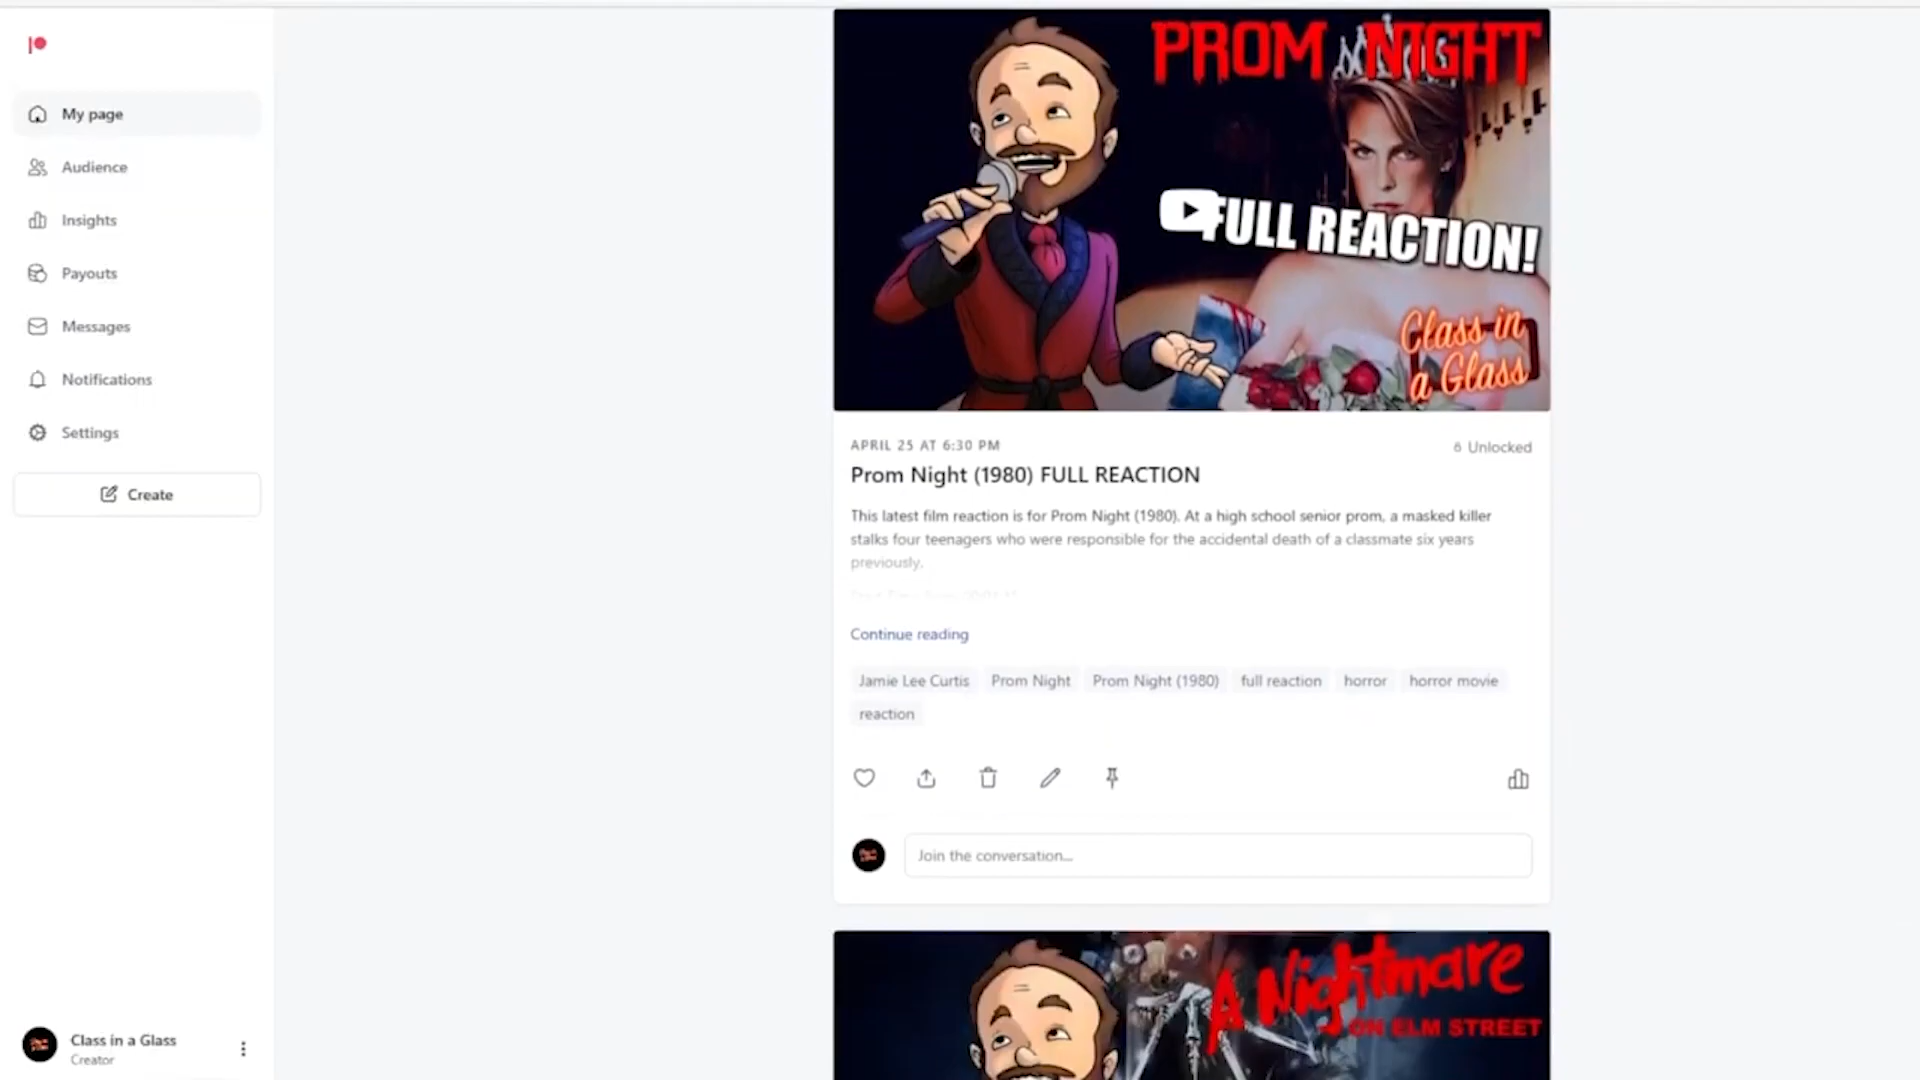 My page
Audience
Insights
Payouts
Messages
Notifications
Settings
Create
PROM NIGHT
FULL REACTION!
Class in
a Glass
APRIL 25 AT 6:30 PM
Unlocked
Prom Night (1980) FULL REACTION
This latest film reaction is for Prom Night (1980). At a high school senior prom, a masked killer
stalks four teenagers who were responsible for the accidental death of a classmate six years
previously.
Continue reading
Jamie Lee Curtis Prom Night Prom Night (1980) full reaction horror horror movie
reaction
Join the conversation...
A Nightmare
ON ELM STREET
Class in a Glass
Creator